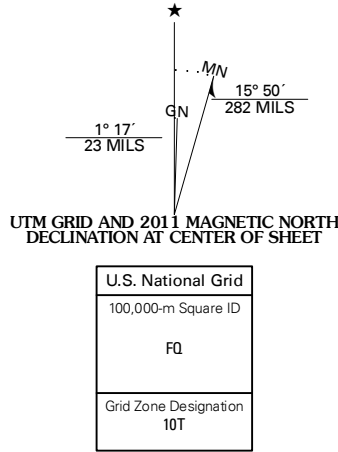 MN
GN
15° 50´
282 MILS
1° 17´
23 MILS
UTM GRID AND 2011 MAGNETIC NORTH
DECLINATION AT CENTER OF SHEET
U.S. National Grid
100,000-m Square ID
FQ
Grid Zone Designation
10T